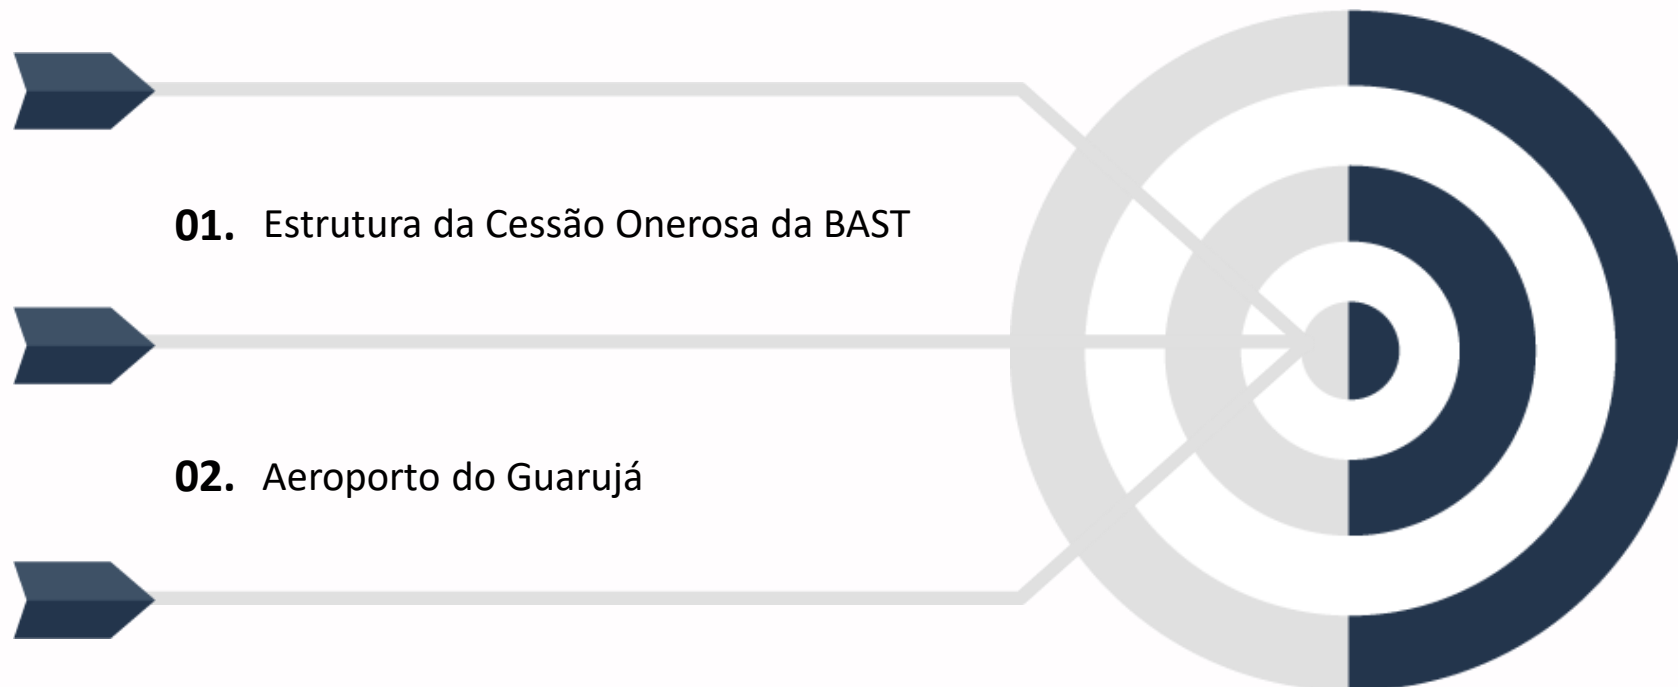 01. Estrutura da Cessão Onerosa da BAST
02. Aeroporto do Guarujá